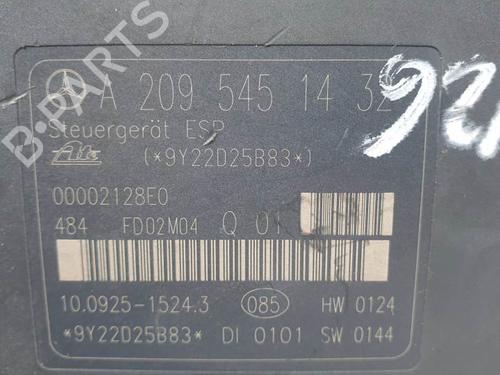 A 209 545 14 32
Steuergerät ESP
Ate (*9Y22D25B83*)
00002128E0
484 FD02M04 Q 01
10.0925-1524.3 085 HW 0124
*9Y22D25B83* DI 0101 SW 0144
B-PARTS